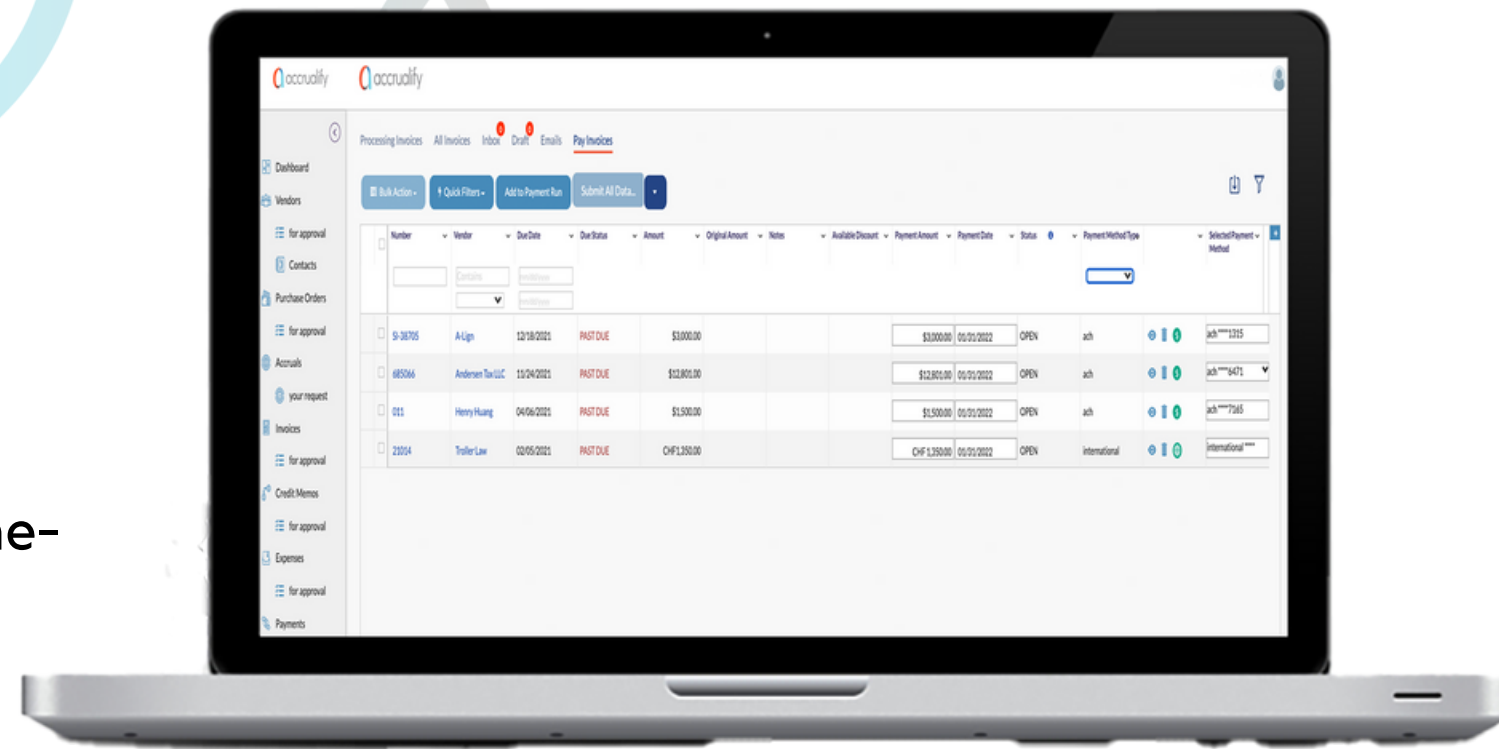 accrualify accrualify
Processing Invoices All Invoices Inbox Draft Emails Pay Invoices
Bulk Action Quick Filters Add to Payment Run Submit All Data...
Number Vendor Due Date Due Status Amount Original Amount Notes Available Discount Payment Amount Payment Date Status Payment Method Type Selected Payment
Method
Contains
SI-38705 A-Lign 12/18/2021 PAST DUE $3,000.00 $3,000.00 01/31/2022 OPEN ach ach ****1315
685066 Andersen Tax LLC 11/24/2021 PAST DUE $12,801.00 $12,801.00 01/31/2022 OPEN ach ach ****6471
011 Henry Huang 04/06/2021 PAST DUE $1,500.00 $1,500.00 01/31/2022 OPEN ach ach ****7165
21014 Troller Law 02/05/2021 PAST DUE CHF1,350.00 CHF 1,350.00 01/31/2022 OPEN international international ****
Dashboard
Vendors
for approval
Contacts
Purchase Orders
for approval
Accruals
your request
Invoices
for approval
Credit Memos
for approval
Expenses
for approval
Payments
ne-